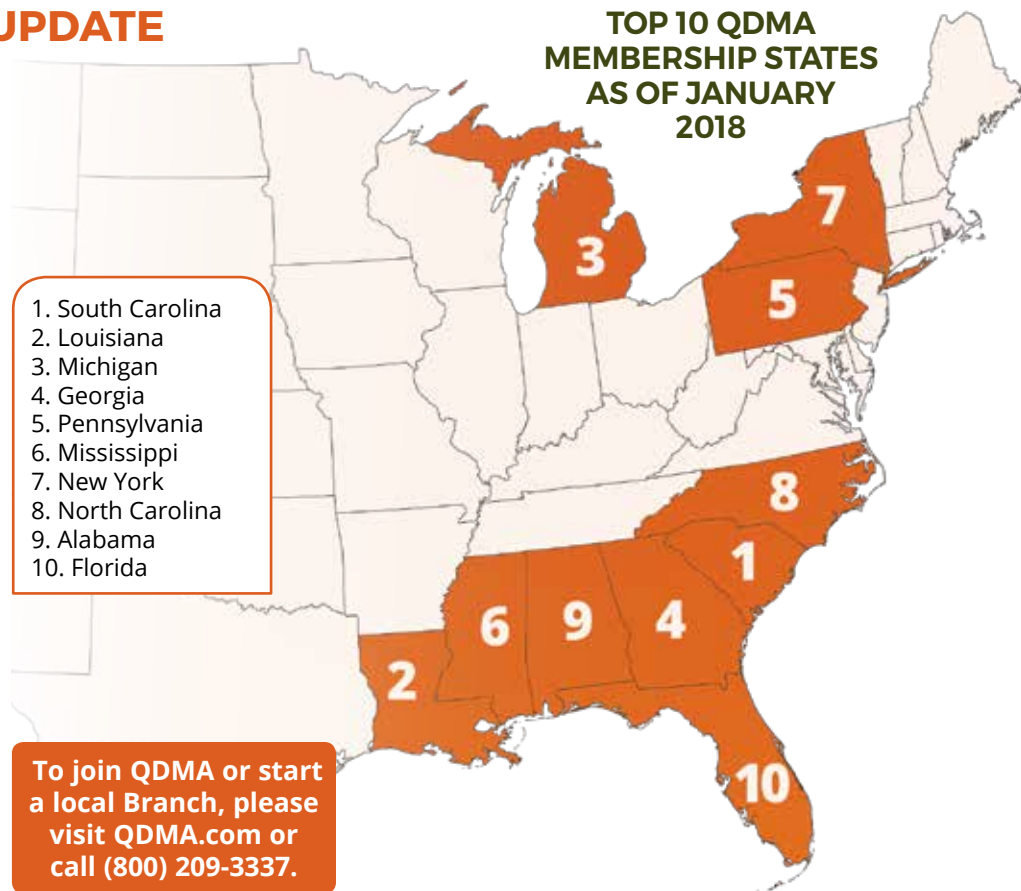 UPDATE
TOP 10 QDMA
MEMBERSHIP STATES
AS OF JANUARY
2018
7
3
5
1. South Carolina
2. Louisiana
3. Michigan
4. Georgia
5. Pennsylvania
6. Mississippi
7. New York
8. North Carolina
9. Alabama
10. Florida
8
1
6
9
4
2
10
To join QDMA or start
a local Branch, please
visit QDMA.com or
call (800) 209-3337.